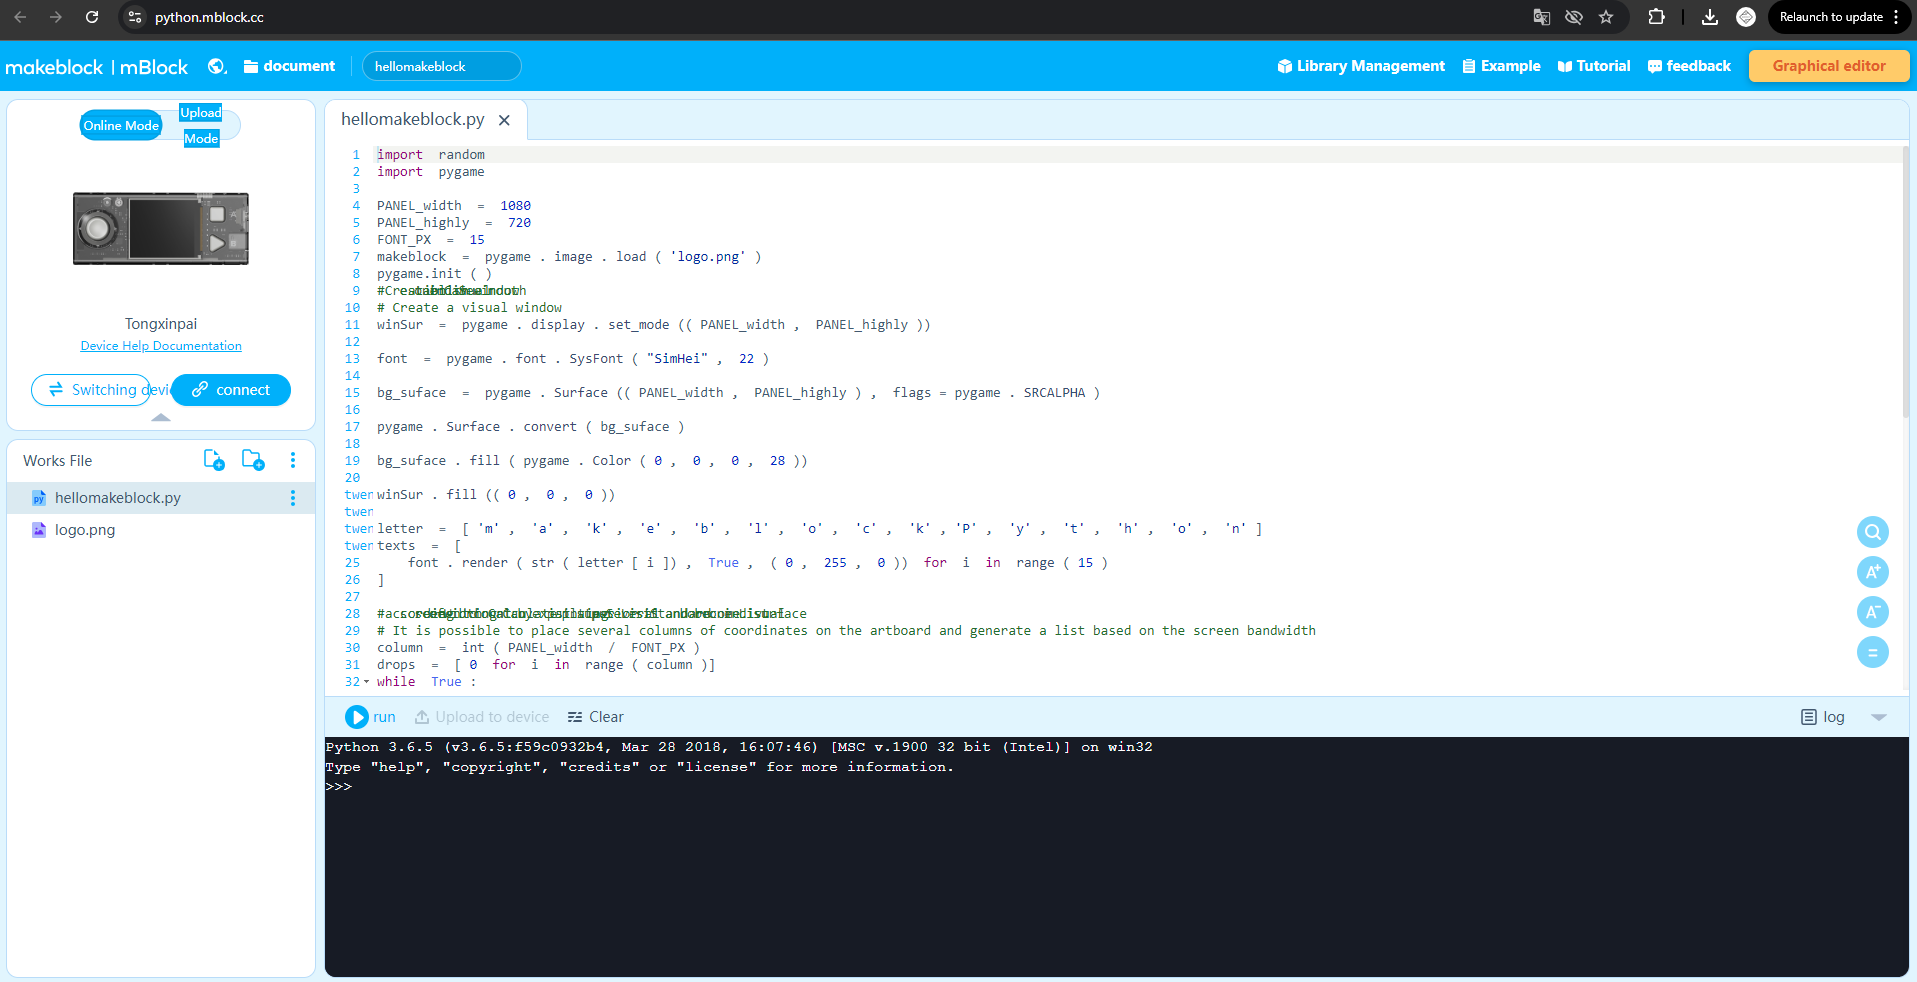 python.mblock.cc
Relaunch to update
makeblock | mBlock
document
hellomakeblock
Library Management
Example
Tutorial
feedback
Graphical editor
Online Mode
Upload
Mode
Tongxinpai
Device Help Documentation
Switching devi
connect
Works File
hellomakeblock.py
logo.png
hellomakeblock.py
1 import random
2 import pygame
3
4 PANEL_width = 1080
5 PANEL_highly = 720
6 FONT_PX = 15
7 makeblock = pygame . image . load ( 'logo.png' )
8 pygame.init ( )
9
10 # Create a visual window
11 winSur = pygame . display . set_mode (( PANEL_width , PANEL_highly ))
12
13 font = pygame . font . SysFont ( "SimHei" , 22 )
14
15 bg_suface = pygame . Surface (( PANEL_width , PANEL_highly ) , flags = pygame . SRCALPHA )
16
17 pygame . Surface . convert ( bg_suface )
18
19 bg_suface . fill ( pygame . Color ( 0 , 0 , 0 , 28 ))
20
twen winSur . fill (( 0 , 0 , 0 ))
twen
twen letter = [ 'm' , 'a' , 'k' , 'e' , 'b' , 'l' , 'o' , 'c' , 'k' , 'P' , 'y' , 't' , 'h' , 'o' , 'n' ]
twen texts = [
25 font . render ( str ( letter [ i ]) , True , ( 0 , 255 , 0 )) for i in range ( 15 )
26 ]
27
28
29 # It is possible to place several columns of coordinates on the artboard and generate a list based on the screen bandwidth
30 column = int ( PANEL_width / FONT_PX )
31 drops = [ 0 for i in range ( column )]
32 while True :
run
Upload to device
Clear
log
Python 3.6.5 (v3.6.5:f59c0932b4, Mar 28 2018, 16:07:46) [MSC v.1900 32 bit (Intel)] on win32
Type "help", "copyright", "credits" or "license" for more information.
>>>